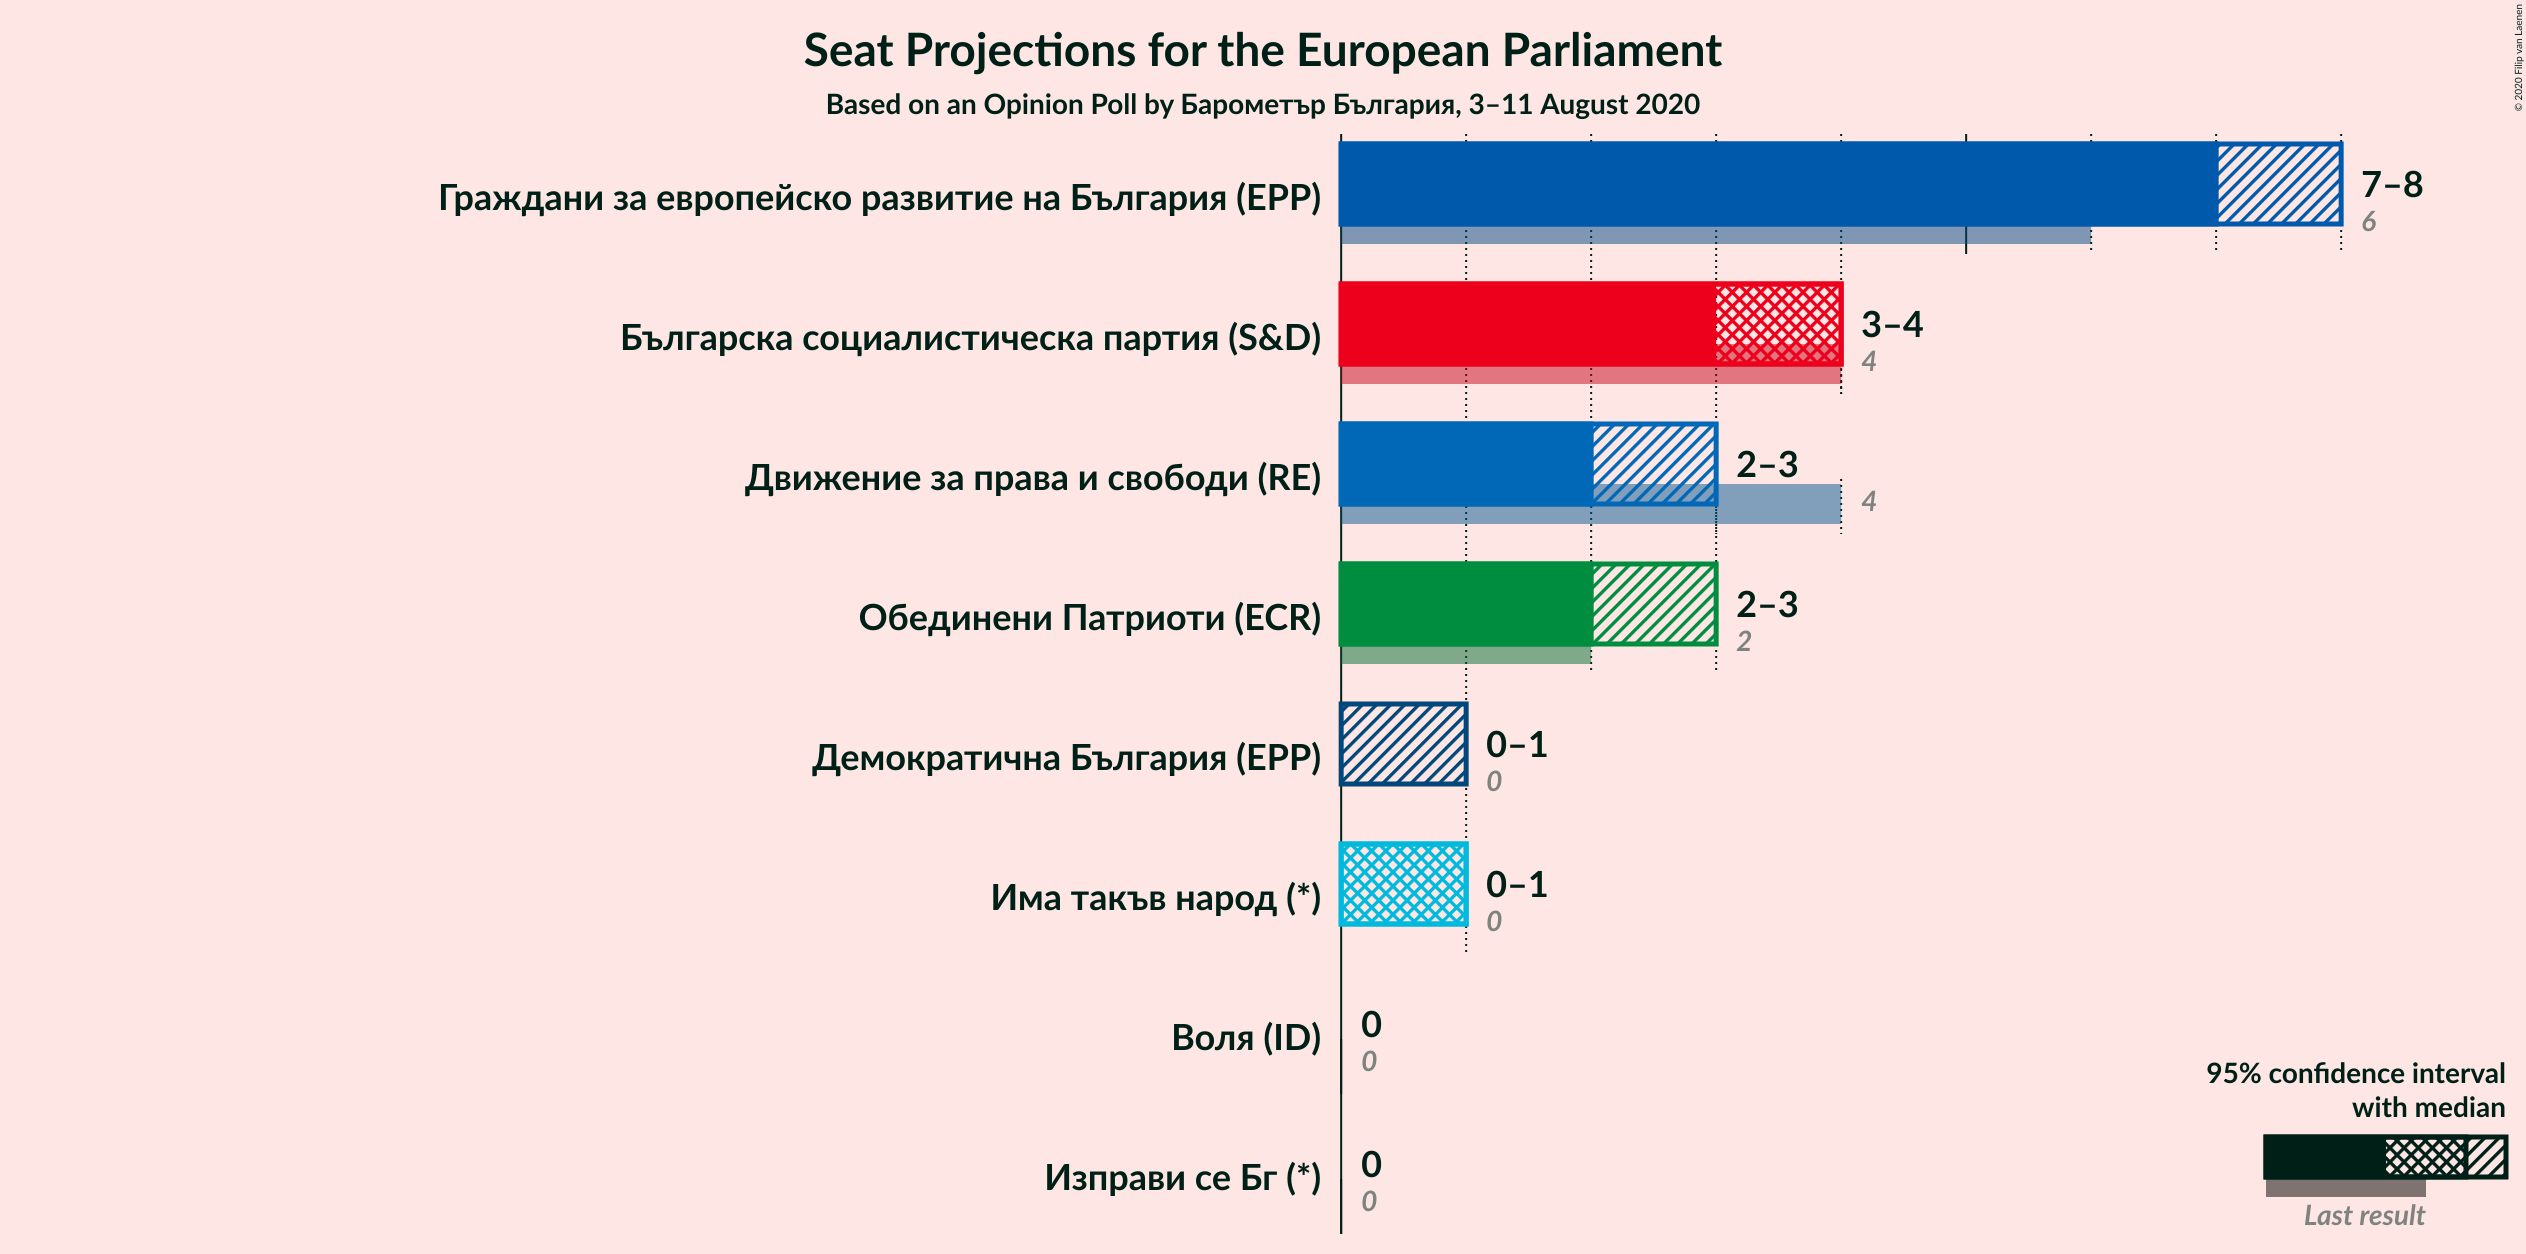 Seat Projections for the European Parliament
Based on an Opinion Poll by Барометър България, 3–11 August 2020
© 2020 Filip van Laenen
Граждани за европейско развитие на България (EPP)
7–8
6
Българска социалистическа партия (S&D)
3–4
4
Движение за права и свободи (RE)
2–3
4
Обединени Патриоти (ECR)
2–3
2
Демократична България (EPP)
0–1
0
Има такъв народ (*)
0–1
0
Воля (ID)
0
0
Изправи се Бг (*)
0
0
95% confidence interval
with median
Last result